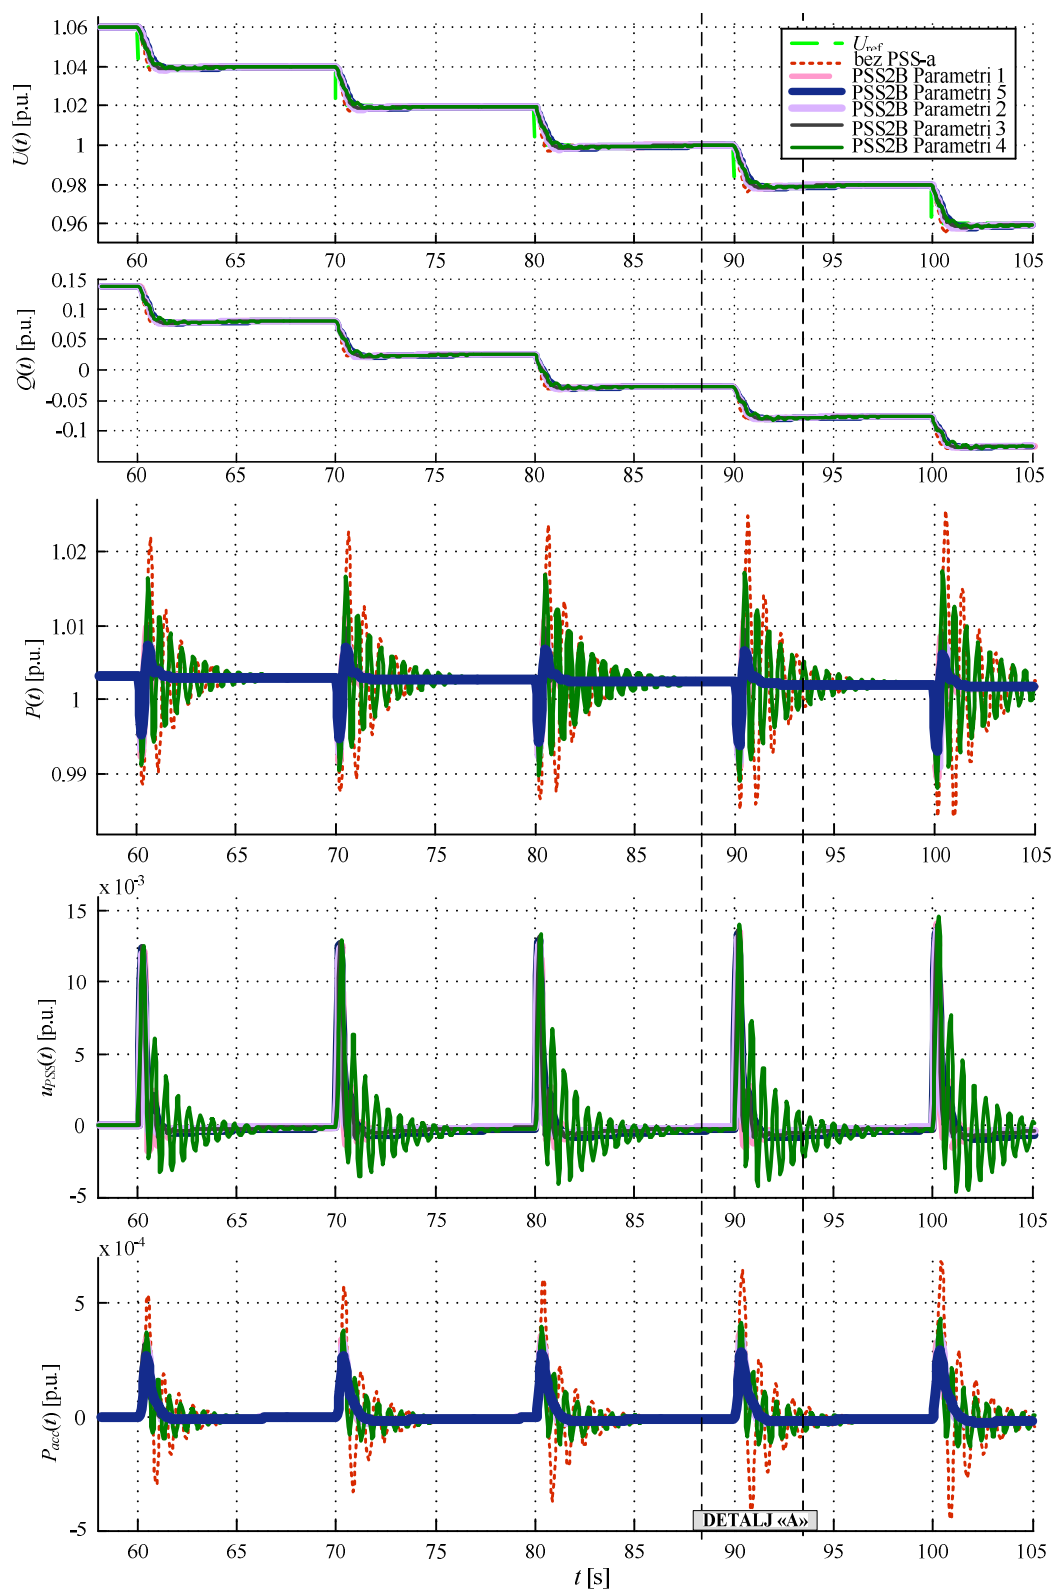 1.06
1.04
1.02
1
0.98
0.96
U(t) [p.u.]
U_ref
bez PSS-a
PSS2B Parametri 1
PSS2B Parametri 5
PSS2B Parametri 2
PSS2B Parametri 3
PSS2B Parametri 4
60 65 70 75 80 85 90 95 100 105
0.15
0.1
0.05
0
-0.05
-0.1
Q(t) [p.u.]
60 65 70 75 80 85 90 95 100 105
1.02
1.01
1
0.99
P(t) [p.u.]
60 65 70 75 80 85 90 95 100 105
x 10⁻³
15
10
5
0
-5
u_PSS(t) [p.u.]
60 65 70 75 80 85 90 95 100 105
x 10⁻⁴
5
0
-5
P_acc(t) [p.u.]
DETALJ «A»
60 65 70 75 80 85 90 95 100 105
t [s]